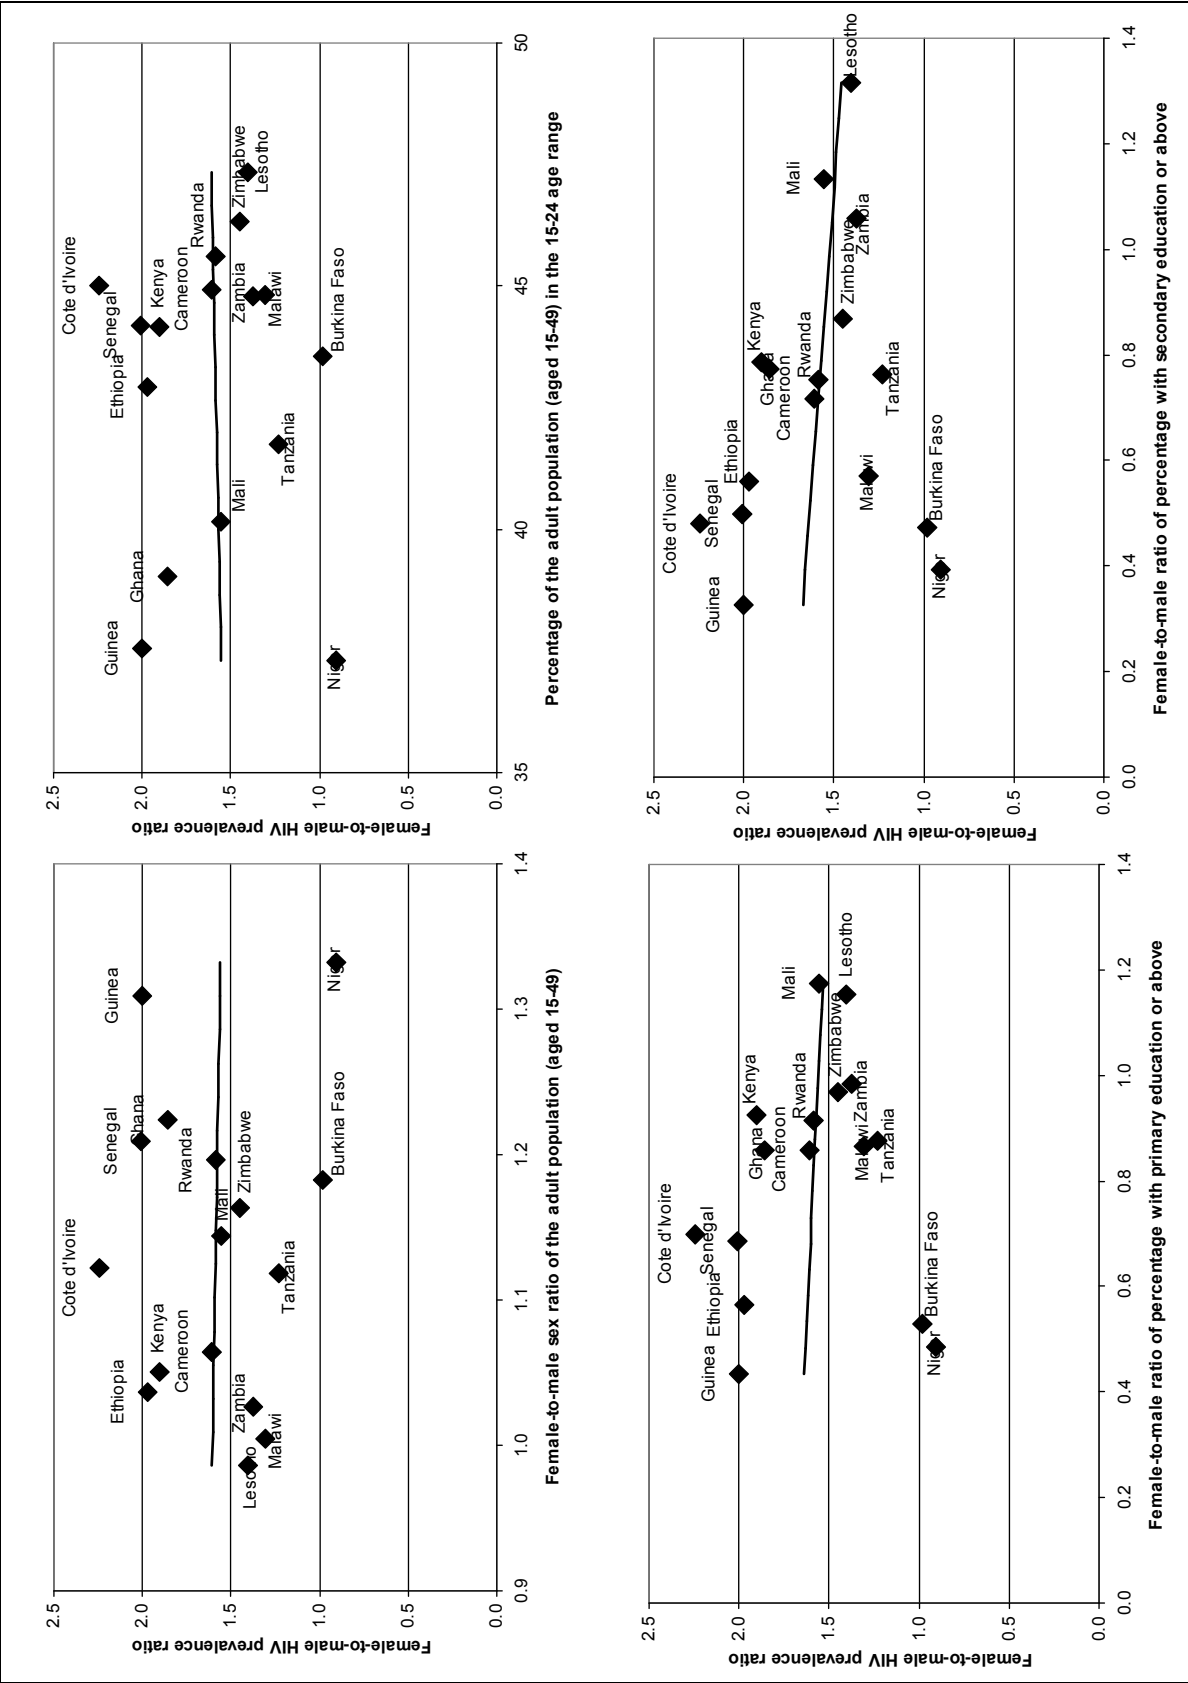 Female-to-male HIV prevalence ratio
2.5
2.0
1.5
1.0
0.5
0.0
Ethiopia
Kenya
Cameroon
Cote d'Ivoire
Senegal
Ghana
Guinea
Rwanda
Zimbabwe
Mali
Zambia
Malawi
Lesotho
Tanzania
Burkina Faso
Niger
0.9
1.0
1.1
1.2
1.3
1.4
Female-to-male sex ratio of the adult population (aged 15-49)
Female-to-male HIV prevalence ratio
2.5
2.0
1.5
1.0
0.5
0.0
Guinea
Ghana
Ethiopia
Senegal
Kenya
Cote d'Ivoire
Cameroon
Rwanda
Zimbabwe
Lesotho
Zambia
Malawi
Mali
Tanzania
Burkina Faso
Niger
35
40
45
50
Percentage of the adult population (aged 15-49) in the 15-24 age range
Female-to-male HIV prevalence ratio
2.5
2.0
1.5
1.0
0.5
0.0
Guinea
Ethiopia
Senegal
Cote d'Ivoire
Ghana
Kenya
Cameroon
Rwanda
Zimbabwe
Mali
Lesotho
Zambia
Malawi
Tanzania
Burkina Faso
Niger
0.0
0.2
0.4
0.6
0.8
1.0
1.2
1.4
Female-to-male ratio of percentage with primary education or above
Female-to-male HIV prevalence ratio
2.5
2.0
1.5
1.0
0.5
0.0
Guinea
Cote d'Ivoire
Senegal
Ethiopia
Ghana
Kenya
Cameroon
Rwanda
Zimbabwe
Zambia
Mali
Lesotho
Malawi
Tanzania
Burkina Faso
Niger
0.0
0.2
0.4
0.6
0.8
1.0
1.2
1.4
Female-to-male ratio of percentage with secondary education or above